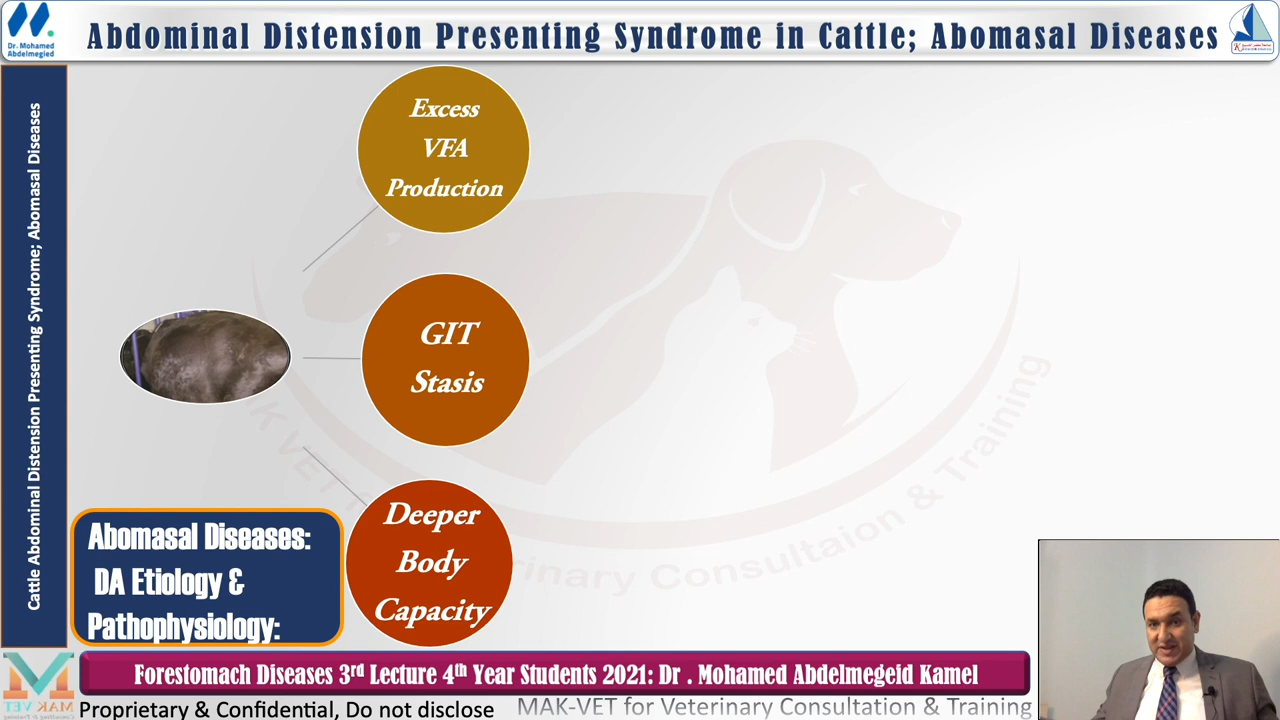 Dr. Mohamed
Abdelmegied
Abdominal Distension Presenting Syndrome in Cattle; Abomasal Diseases
Cattle Abdominal Distension Presenting Syndrome; Abomasal Diseases
Excess
VFA
Production
GIT
Stasis
Deeper
Body
Capacity
Abomasal Diseases:
DA Etiology &
Pathophysiology:
Forestomach Diseases 3rd Lecture 4th Year Students 2021: Dr . Mohamed Abdelmegeid Kamel
MAK VET
Proprietary & Confidential, Do not disclose
MAK-VET for Veterinary Consultation & Training